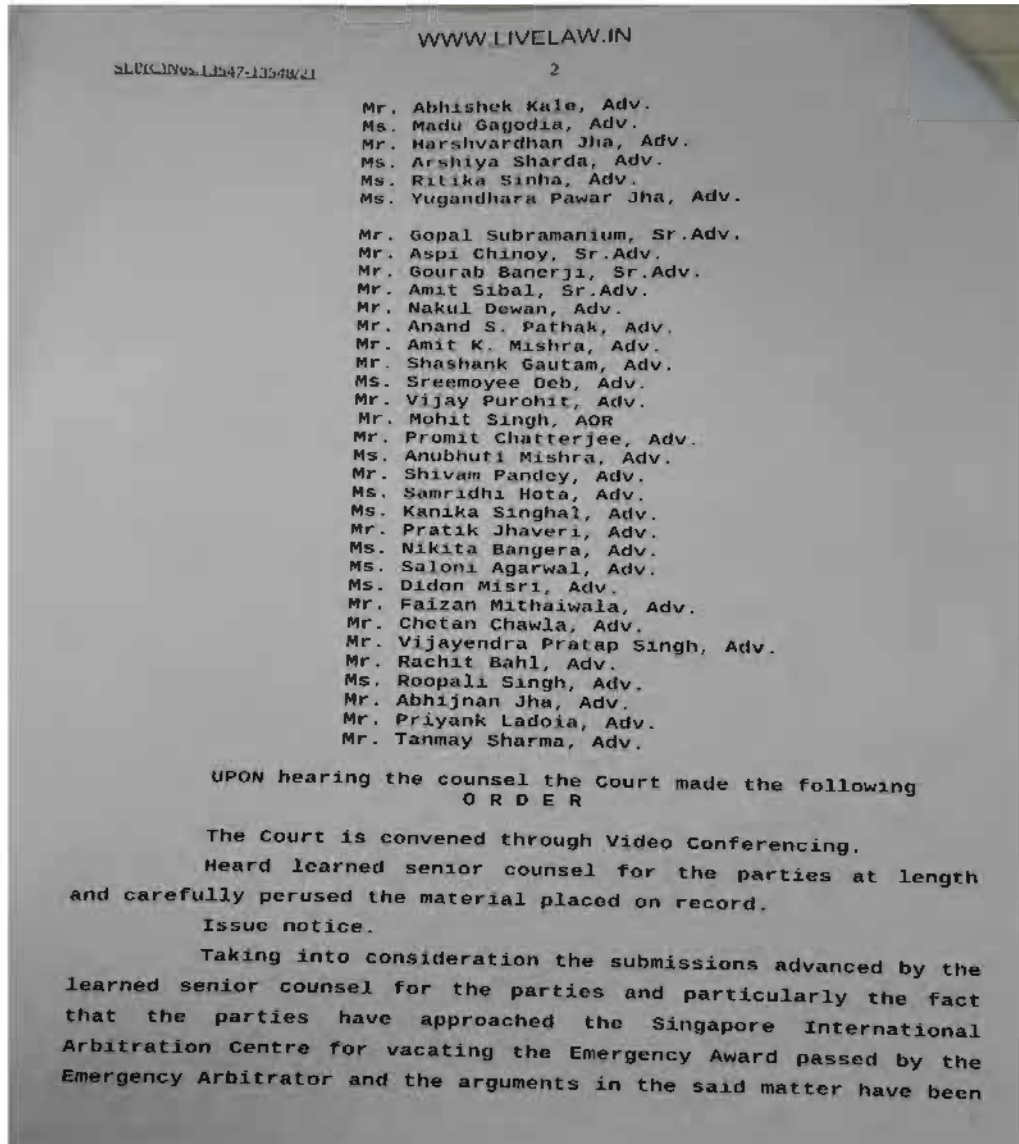 WWW.LIVELAW.IN
SLP(C)Nos.13547-13548/21
2
Mr. Abhishek Kale, Adv.
Ms. Madu Gagodia, Adv.
Mr. Harshvardhan Jha, Adv.
Ms. Arshiya Sharda, Adv.
Ms. Ritika Sinha, Adv.
Ms. Yugandhara Pawar Jha, Adv.
Mr. Gopal Subramanium, Sr.Adv.
Mr. Aspi Chinoy, Sr.Adv.
Mr. Gourab Banerji, Sr.Adv.
Mr. Amit Sibal, Sr.Adv.
Mr. Nakul Dewan, Adv.
Mr. Anand S. Pathak, Adv.
Mr. Amit K. Mishra, Adv.
Mr. Shashank Gautam, Adv.
Ms. Sreemoyee Deb, Adv.
Mr. Vijay Purohit, Adv.
Mr. Mohit Singh, AOR
Mr. Promit Chatterjee, Adv.
Ms. Anubhuti Mishra, Adv.
Mr. Shivam Pandey, Adv.
Ms. Samridhi Hota, Adv.
Ms. Kanika Singhal, Adv.
Mr. Pratik Jhaveri, Adv.
Ms. Nikita Bangera, Adv.
Ms. Saloni Agarwal, Adv.
Ms. Didon Misri, Adv.
Mr. Faizan Mithaiwala, Adv.
Mr. Chetan Chawla, Adv.
Mr. Vijayendra Pratap Singh, Adv.
Mr. Rachit Bahl, Adv.
Ms. Roopali Singh, Adv.
Mr. Abhijnan Jha, Adv.
Mr. Priyank Ladoia, Adv.
Mr. Tanmay Sharma, Adv.
UPON hearing the counsel the Court made the following
O R D E R
The Court is convened through Video Conferencing.
Heard learned senior counsel for the parties at length
and carefully perused the material placed on record.
Issue notice.
Taking into consideration the submissions advanced by the
learned senior counsel for the parties and particularly the fact
that the parties have approached the Singapore International
Arbitration Centre for vacating the Emergency Award passed by the
Emergency Arbitrator and the arguments in the said matter have been